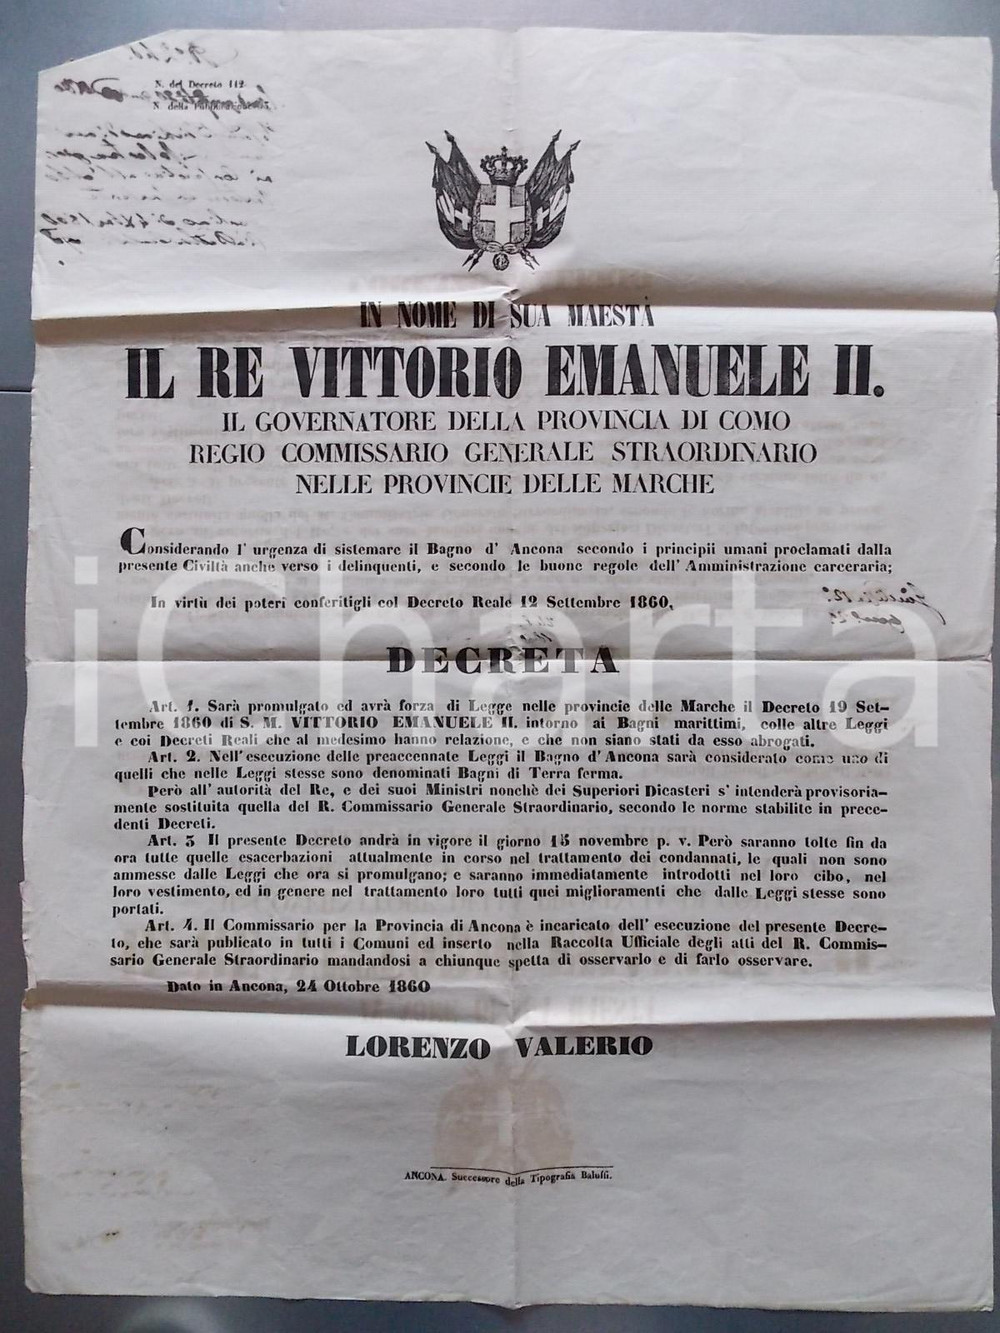 N. del Decreto 112
N. della
IN NOME DI SUA MAESTÀ
IL RE VITTORIO EMANUELE II.
IL GOVERNATORE DELLA PROVINCIA DI COMO
REGIO COMMISSARIO GENERALE STRAORDINARIO
NELLE PROVINCIE DELLE MARCHE
Considerando l' urgenza di sistemare il Bagno d' Ancona secondo i principii umani proclamati dalla
presente Civiltà anche verso i delinquenti, e secondo le buone regole dell' Amministrazione carceraria;
In virtù dei poteri conferitigli col Decreto Reale 12 Settembre 1860,
DECRETA
Art. 1. Sarà promulgato ed avrà forza di Legge nelle provincie delle Marche il Decreto 19 Set-
tembre 1860 di S. M. VITTORIO EMANUELE II, intorno ai Bagni marittimi, colle altre Leggi
e coi Decreti Reali che al medesimo hanno relazione, e che non siano stati da esso abrogati.
Art. 2. Nell'esecuzione delle preaccennate Leggi il Bagno d'Ancona sarà considerato come uno di
quelli che nelle Leggi stesse sono denominati Bagni di Terra ferma.
Però all' autorità del Re, e dei suoi Ministri nonchè dei Superiori Dicasteri s' intenderà provisoria-
mente sostituita quella del R. Commissario Generale Straordinario, secondo le norme stabilite in prece-
denti Decreti.
Art. 3 Il presente Decreto andrà in vigore il giorno 15 novembre p. v. Però saranno tolte fin da
ora tutte quelle esacerbazioni attualmente in corso nel trattamento dei condannati, le quali non sono
ammesse dalle Leggi che ora si promulgano; e saranno immediatamente introdotti nel loro cibo, nel
loro vestimento, ed in genere nel trattamento loro tutti quei miglioramenti che dalle Leggi stesse sono
portati.
Art. 4. Il Commissario per la Provincia di Ancona è incaricato dell' esecuzione del presente Decre-
to, che sarà publicato in tutti i Comuni ed inserto nella Raccolta Ufficiale degli atti del R. Commis-
sario Generale Straordinario mandandosi a chiunque spetta di osservarlo e di farlo osservare.
Dato in Ancona, 24 Ottobre 1860
LORENZO VALERIO
ANCONA. Successore della Tipografia Baluffi.
iCharta